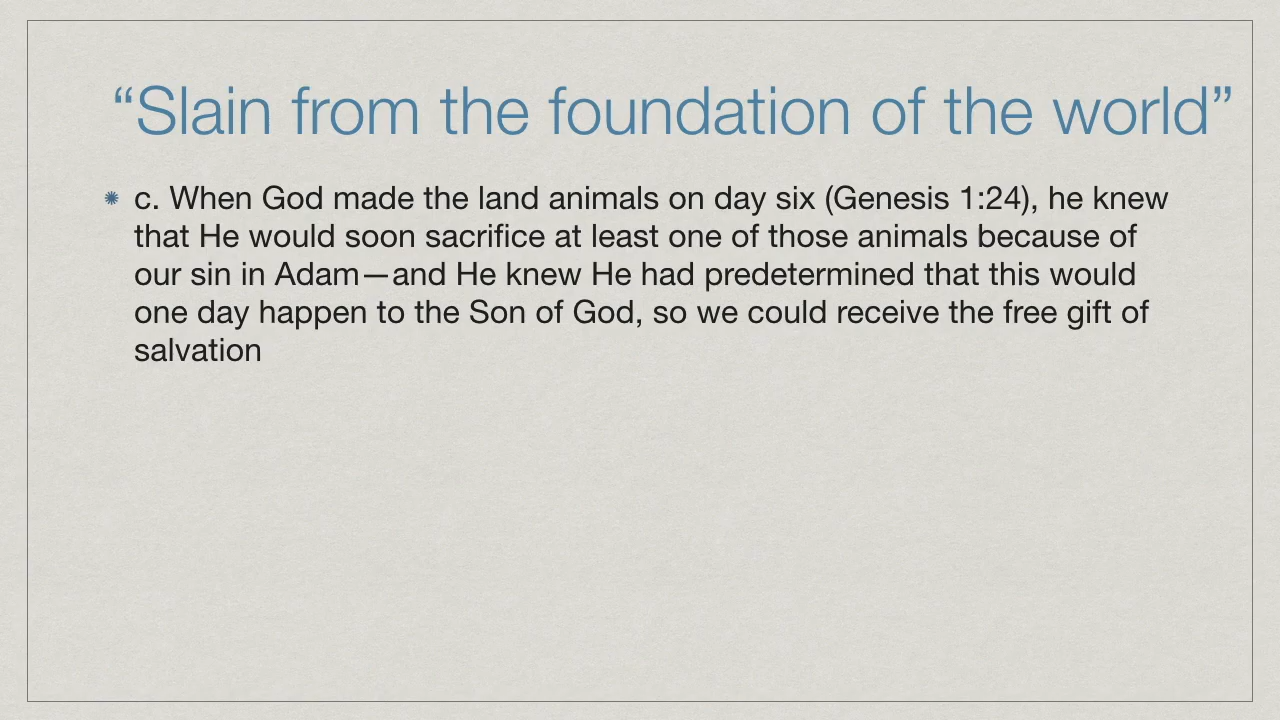 “Slain from the foundation of the world”
c. When God made the land animals on day six (Genesis 1:24), he knew
that He would soon sacrifice at least one of those animals because of
our sin in Adam—and He knew He had predetermined that this would
one day happen to the Son of God, so we could receive the free gift of
salvation